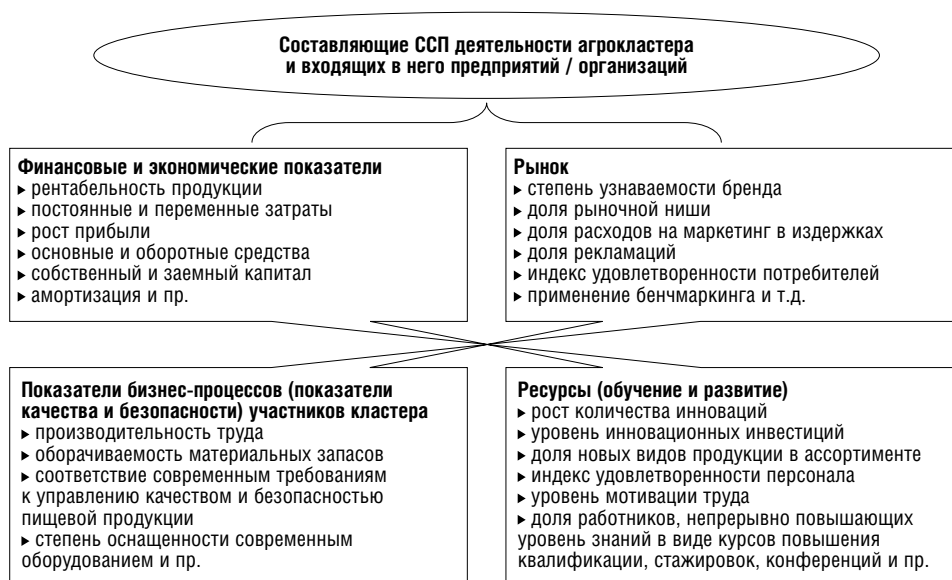 Составляющие ССП деятельности агрокластера
и входящих в него предприятий / организаций
Финансовые и экономические показатели
▸ рентабельность продукции
▸ постоянные и переменные затраты
▸ рост прибыли
▸ основные и оборотные средства
▸ собственный и заемный капитал
▸ амортизация и пр.
Рынок
▸ степень узнаваемости бренда
▸ доля рыночной ниши
▸ доля расходов на маркетинг в издержках
▸ доля рекламаций
▸ индекс удовлетворенности потребителей
▸ применение бенчмаркинга и т.д.
Показатели бизнес-процессов (показатели
качества и безопасности) участников кластера
▸ производительность труда
▸ оборачиваемость материальных запасов
▸ соответствие современным требованиям
к управлению качеством и безопасностью
пищевой продукции
▸ степень оснащенности современным
оборудованием и пр.
Ресурсы (обучение и развитие)
▸ рост количества инноваций
▸ уровень инновационных инвестиций
▸ доля новых видов продукции в ассортименте
▸ индекс удовлетворенности персонала
▸ уровень мотивации труда
▸ доля работников, непрерывно повышающих
уровень знаний в виде курсов повышения
квалификации, стажировок, конференций и пр.